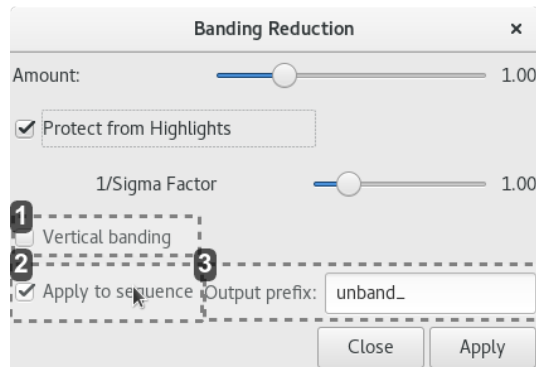 Banding Reduction ×
Amount: 1.00
Protect from Highlights
1/Sigma Factor 1.00
1
Vertical banding
2 3
Apply to sequence Output prefix: unband_
Close Apply